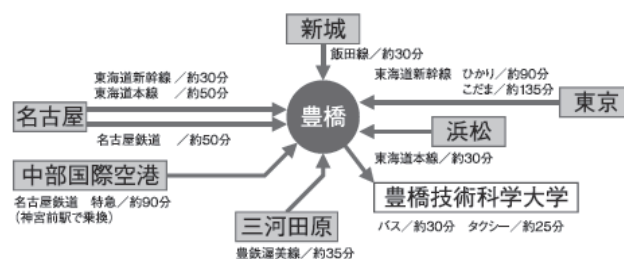 新城
飯田線／約30分
東海道新幹線／約30分
東海道本線　／約50分
東海道新幹線　ひかり／約90分
こだま／約135分
名古屋
豊橋
東京
名古屋鉄道　／約50分
浜松
東海道本線／約30分
中部国際空港
名古屋鉄道　特急／約90分
（神宮前駅で乗換）
三河田原
豊鉄渥美線／約35分
豊橋技術科学大学
バス／約30分　タクシー／約25分